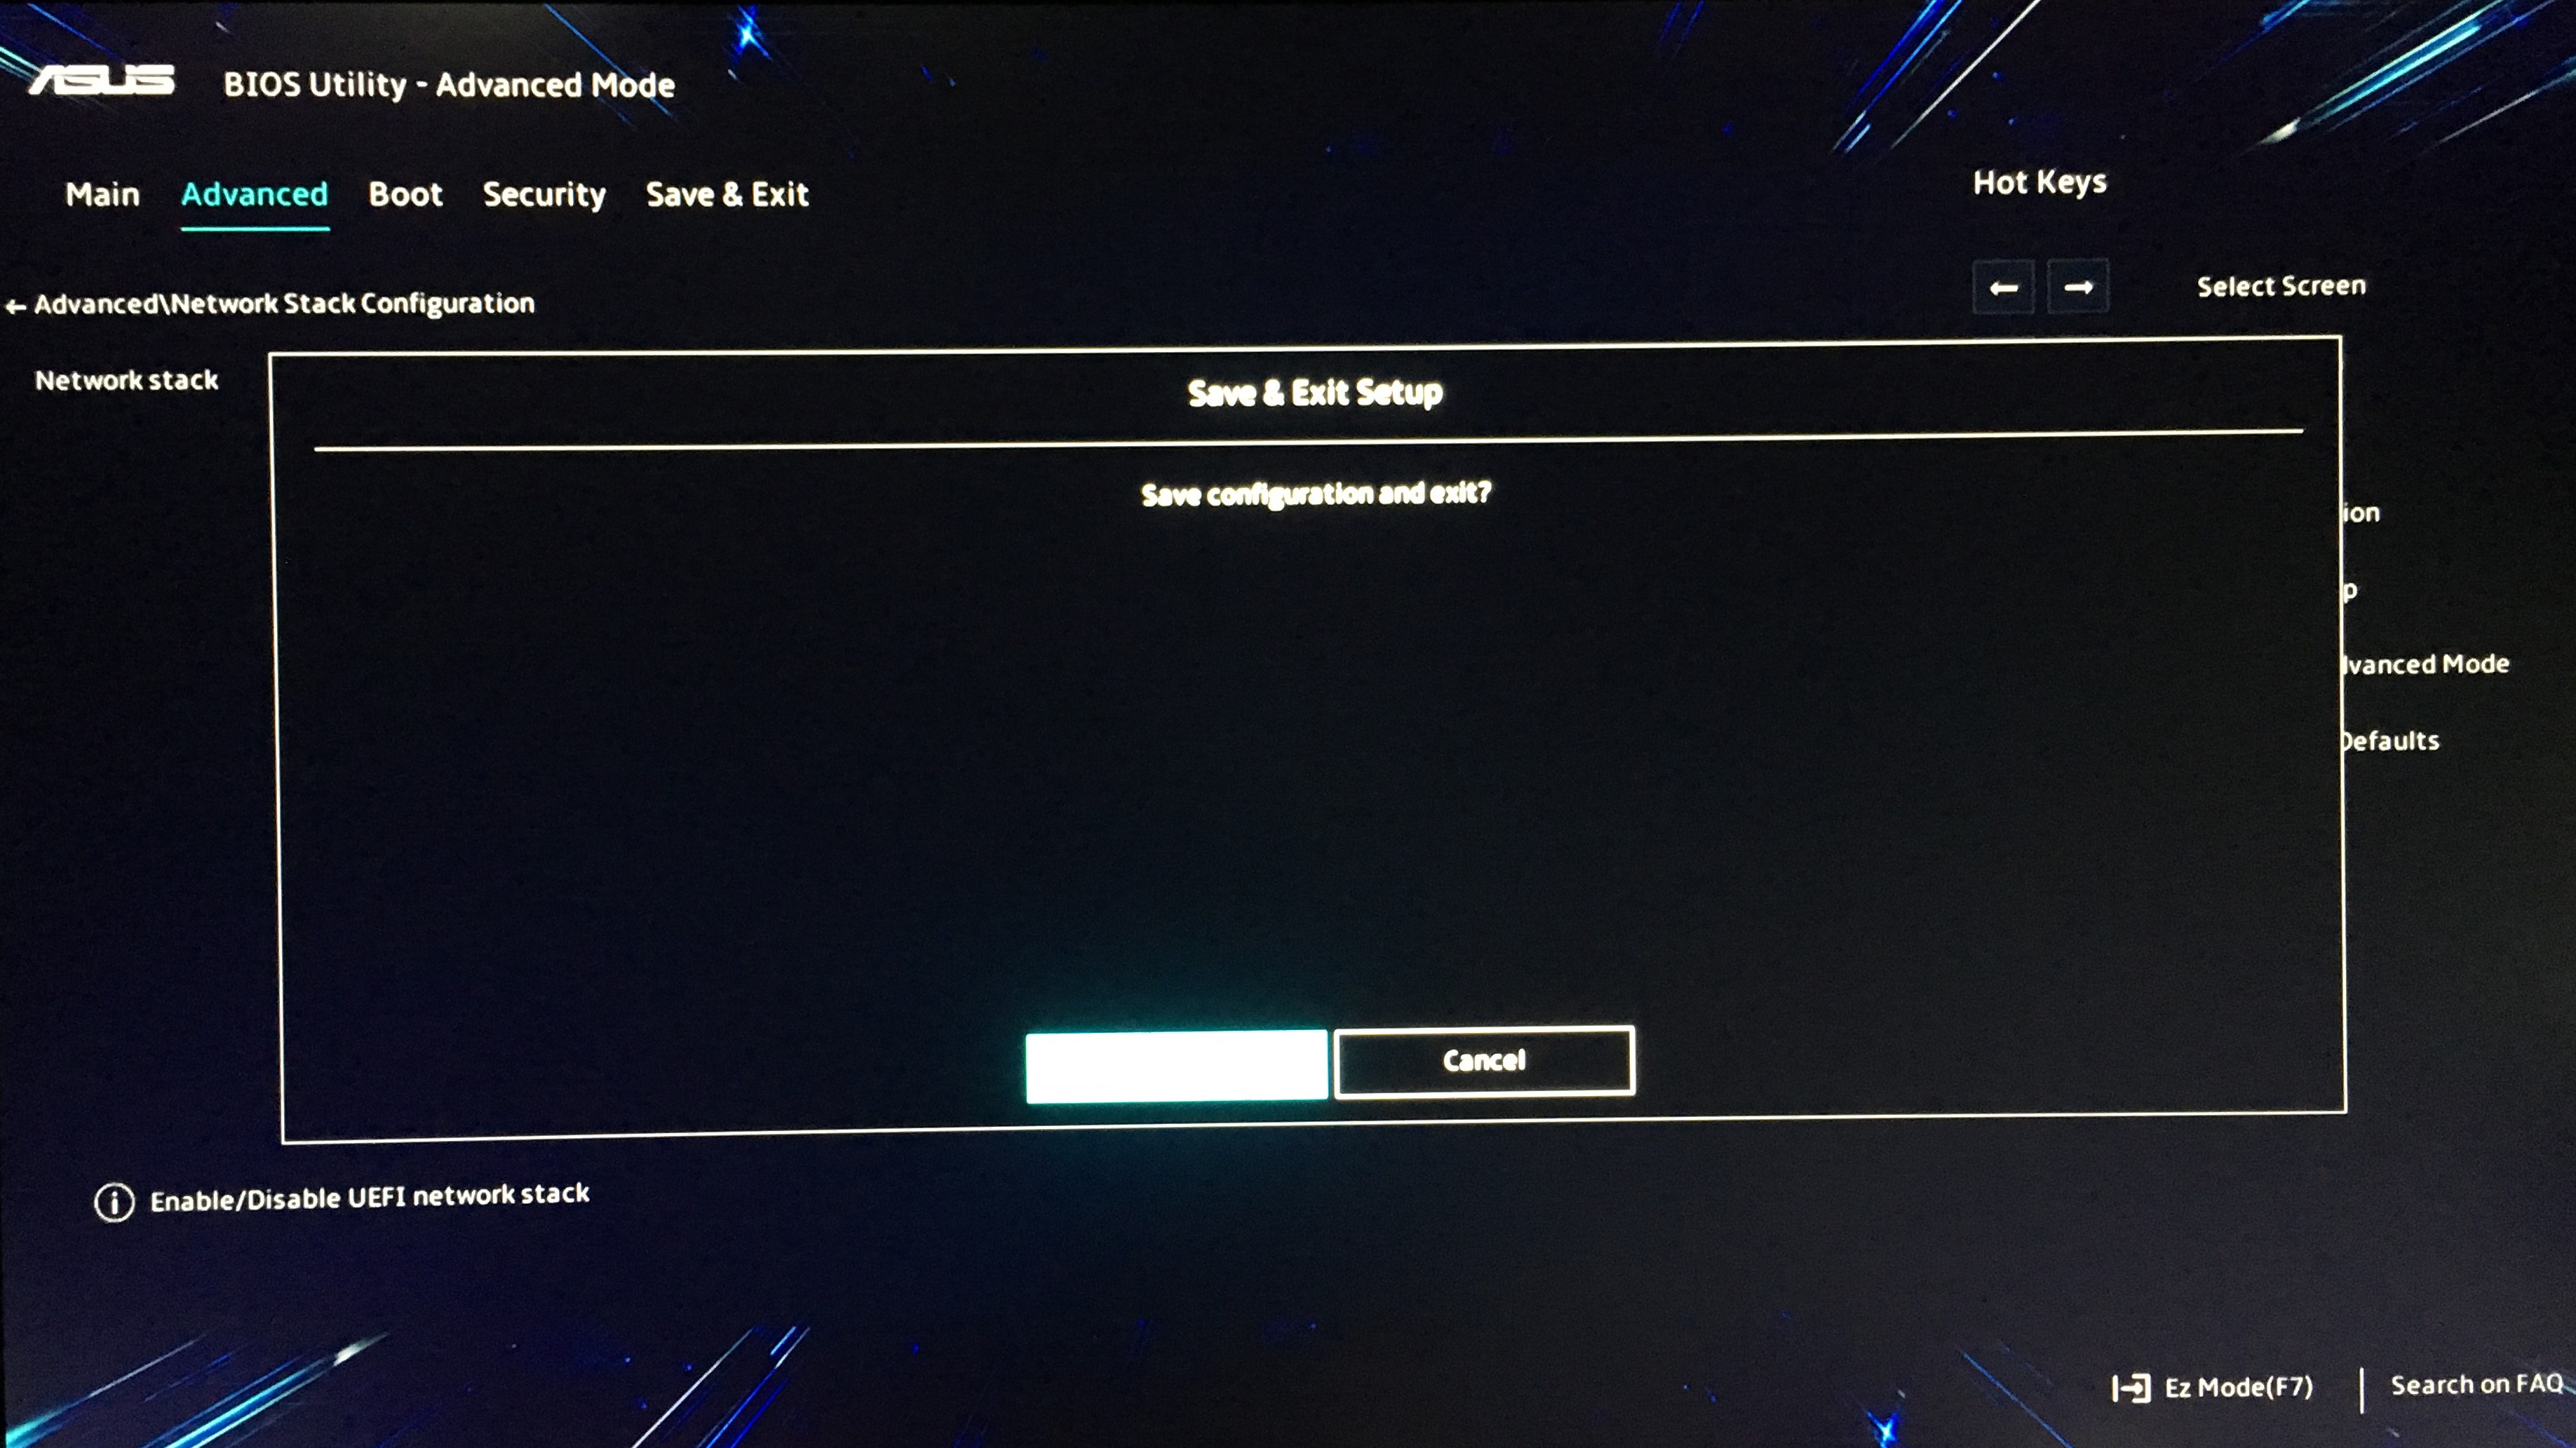 ASUS BIOS Utility - Advanced Mode
Main Advanced Boot Security Save & Exit
Hot Keys
← → Select Screen
← Advanced\Network Stack Configuration
Network stack
Save & Exit Setup
Save configuration and exit?
ion
p
dvanced Mode
Defaults
Cancel
Enable/Disable UEFI network stack
Ez Mode(F7) | Search on FAQ